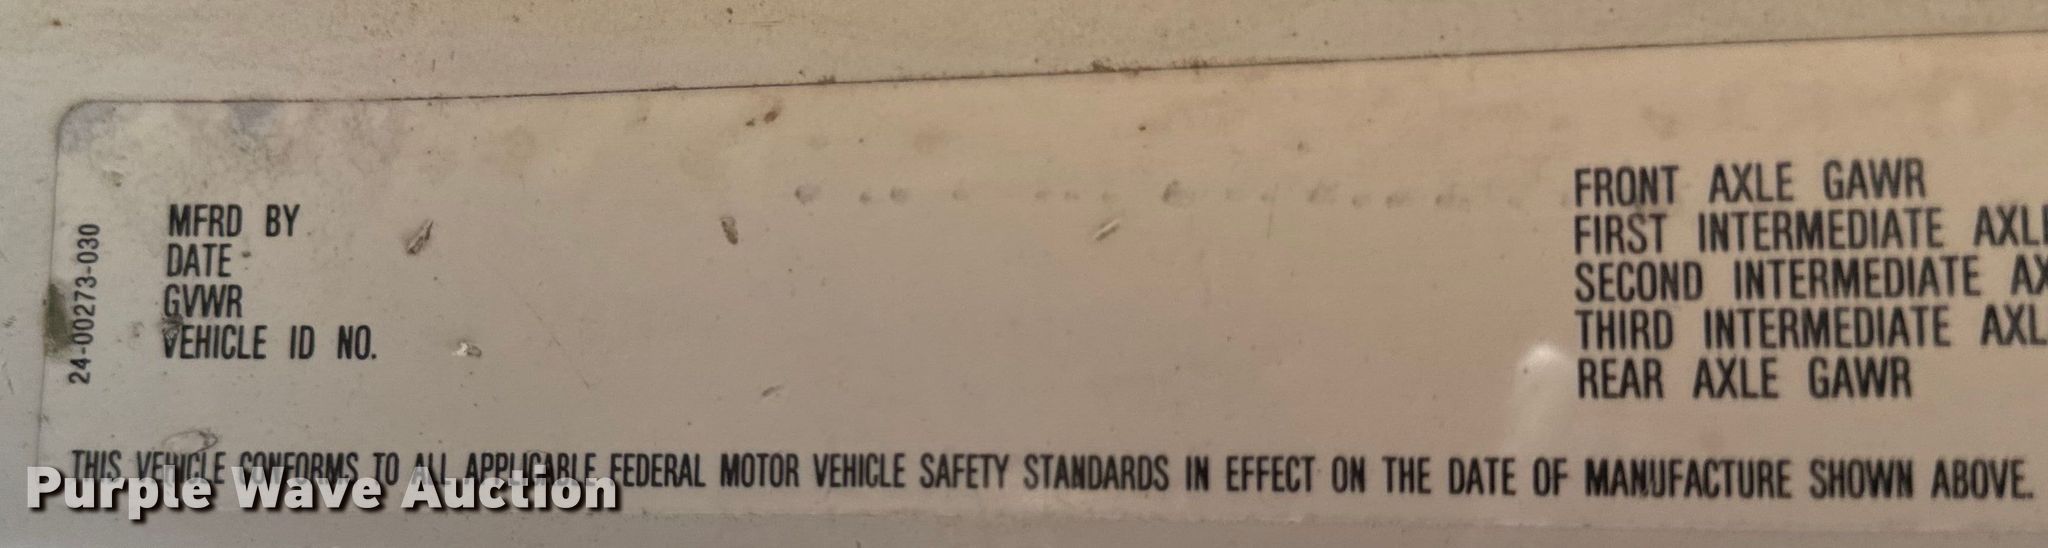 24-00273-030
MFRD BY
DATE
GVWR
VEHICLE ID NO.
FRONT AXLE GAWR
FIRST INTERMEDIATE AXLE
SECOND INTERMEDIATE AX
THIRD INTERMEDIATE AXL
REAR AXLE GAWR
THIS VEHICLE CONFORMS TO ALL APPLICABLE FEDERAL MOTOR VEHICLE SAFETY STANDARDS IN EFFECT ON THE DATE OF MANUFACTURE SHOWN ABOVE.
Purple Wave Auction